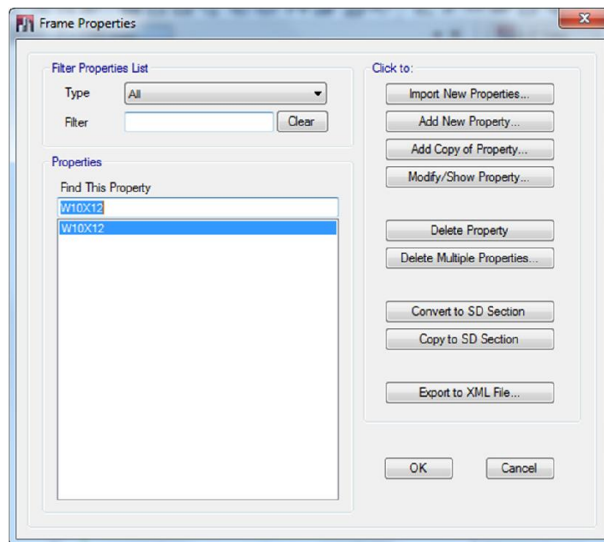 Frame Properties
Filter Properties List
Type
All
Filter
Clear
Properties
Find This Property
W10X12
W10X12
Click to:
Import New Properties...
Add New Property...
Add Copy of Property...
Modify/Show Property...
Delete Property
Delete Multiple Properties...
Convert to SD Section
Copy to SD Section
Export to XML File...
OK
Cancel